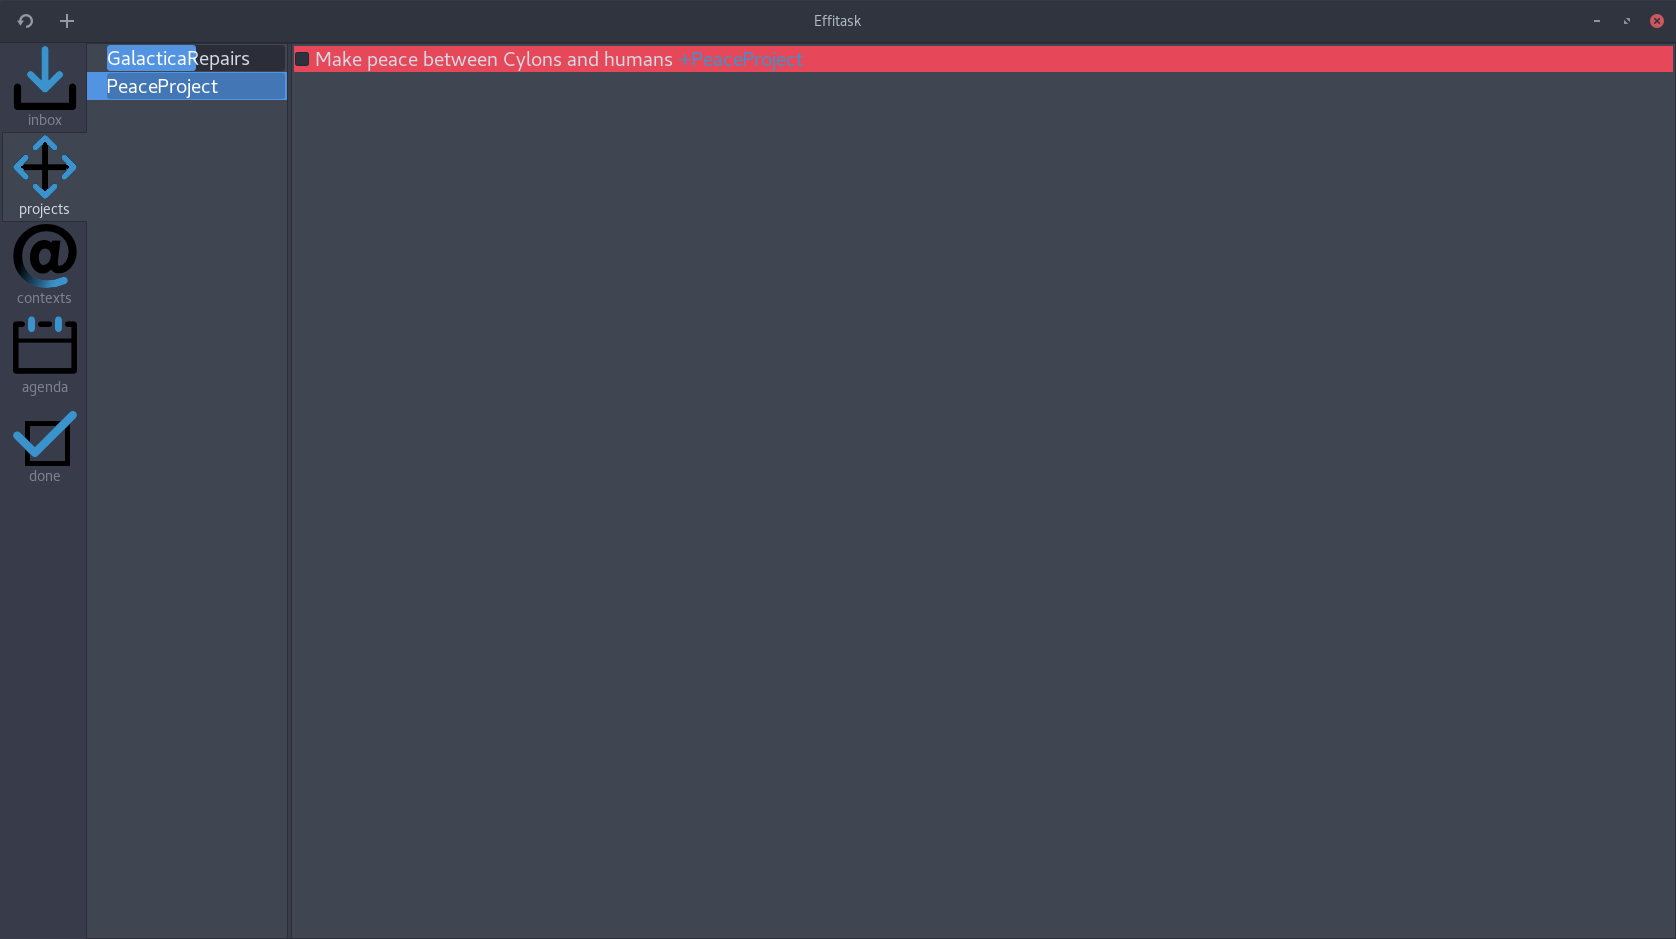 Effitask
inbox
projects
contexts
agenda
done
GalacticaRepairs
PeaceProject
Make peace between Cylons and humans +PeaceProject